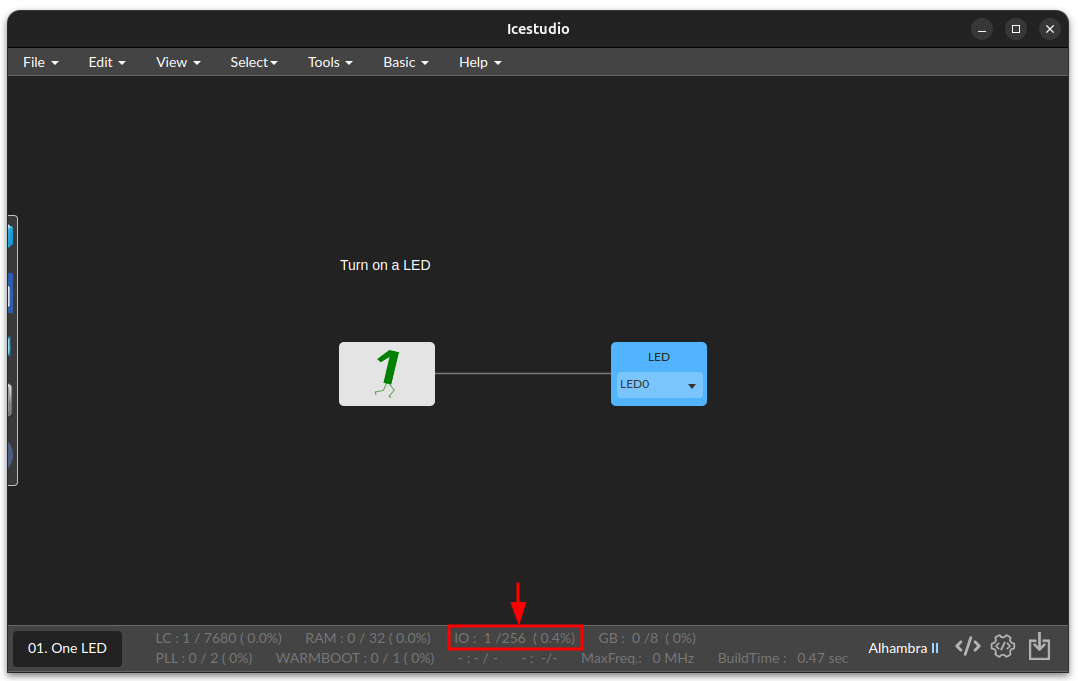 Icestudio
File Edit View Select Tools Basic Help
Turn on a LED
1
LED
LED0
01. One LED
LC : 1 / 7680 ( 0.0%) RAM : 0 / 32 ( 0.0%) IO : 1 /256 ( 0.4%) GB : 0 /8 ( 0%)
PLL : 0 / 2 ( 0%) WARMBOOT : 0 / 1 ( 0%) - : - / - - : -/- MaxFreq.: 0 MHz BuildTime : 0.47 sec
Alhambra II </> </>